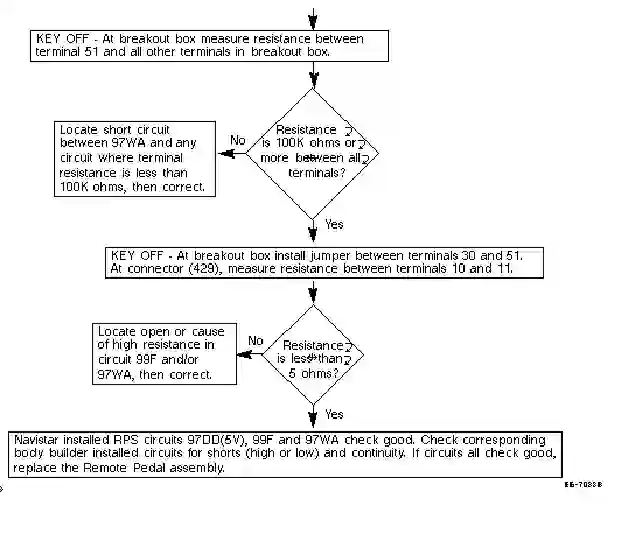 KEY OFF - At breakout box measure resistance between
terminal 51 and all other terminals in breakout box.
Resistance
is 100K ohms or
more between all
terminals?
No
Locate short circuit
between 97WA and any
circuit where terminal
resistance is less than
100K ohms, then correct.
Yes
KEY OFF - At breakout box install jumper between terminals 30 and 51.
At connector (429), measure resistance between terminals 10 and 11.
Resistance
is less than
5 ohms?
No
Locate open or cause
of high resistance in
circuit 99F and/or
97WA, then correct.
Yes
Navistar installed RPS circuits 97DD(5V), 99F and 97WA check good. Check corresponding
body builder installed circuits for shorts (high or low) and continuity. If circuits all check good,
replace the Remote Pedal assembly.